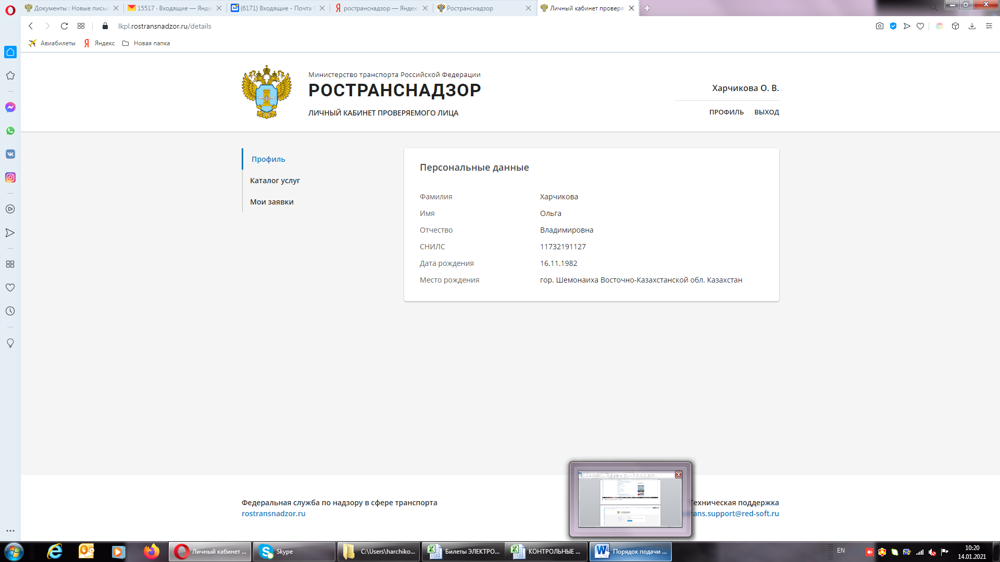 Документы : Новые письм
15517 · Входящие — Янде
(6171) Входящие - Почта
ространснадзор — Яндекс
Ространснадзор
Личный кабинет проверя
lkpl.rostransnadzor.ru/details
Авиабилеты
Яндекс
Новая папка
Министерство транспорта Российской Федерации
РОСТРАНСНАДЗОР
ЛИЧНЫЙ КАБИНЕТ ПРОВЕРЯЕМОГО ЛИЦА
Харчикова О. В.
ПРОФИЛЬ ВЫХОД
Профиль
Каталог услуг
Мои заявки
Персональные данные
Фамилия Харчикова
Имя Ольга
Отчество Владимировна
СНИЛС 11732191127
Дата рождения 16.11.1982
Место рождения гор. Шемонаиха Восточно-Казахстанской обл. Казахстан
Федеральная служба по надзору в сфере транспорта
rostransnadzor.ru
Техническая поддержка
rans.support@red-soft.ru
Личный кабинет ...
Skype
C:\Users\harchiko...
Билеты ЭЛЕКТРО...
КОНТРОЛЬНЫЕ ...
Порядок подачи ...
EN
10:20
14.01.2021